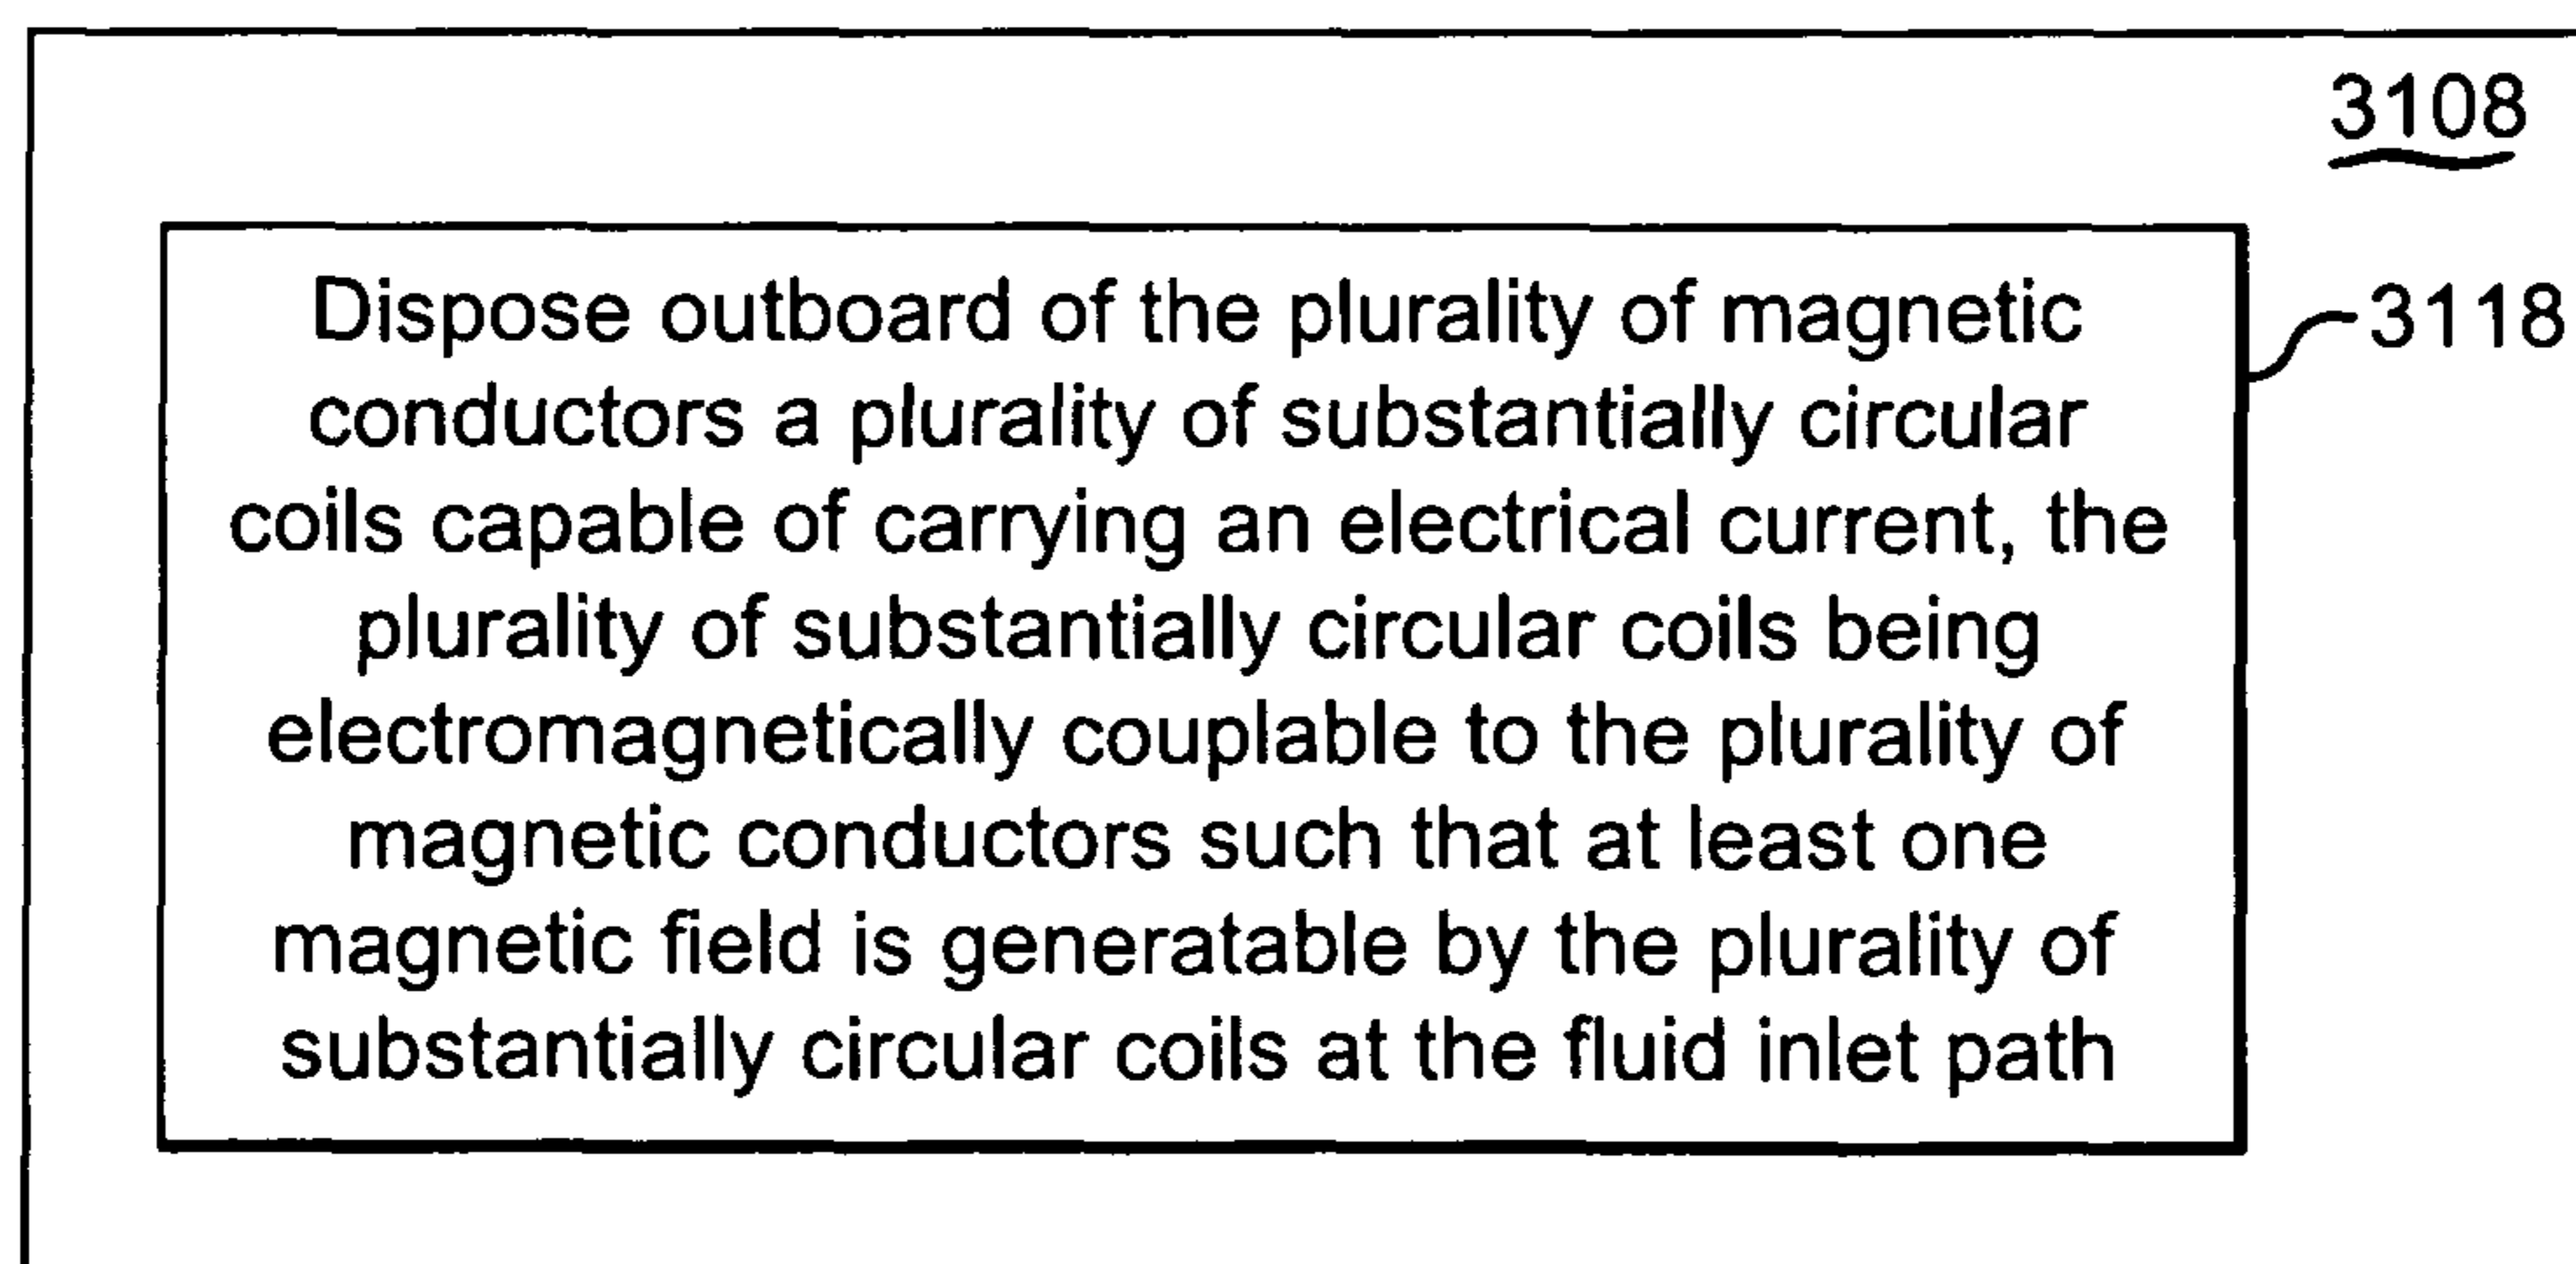 3108
Dispose outboard of the plurality of magnetic
conductors a plurality of substantially circular
coils capable of carrying an electrical current, the
plurality of substantially circular coils being
electromagnetically couplable to the plurality of
magnetic conductors such that at least one
magnetic field is generatable by the plurality of
substantially circular coils at the fluid inlet path
3118